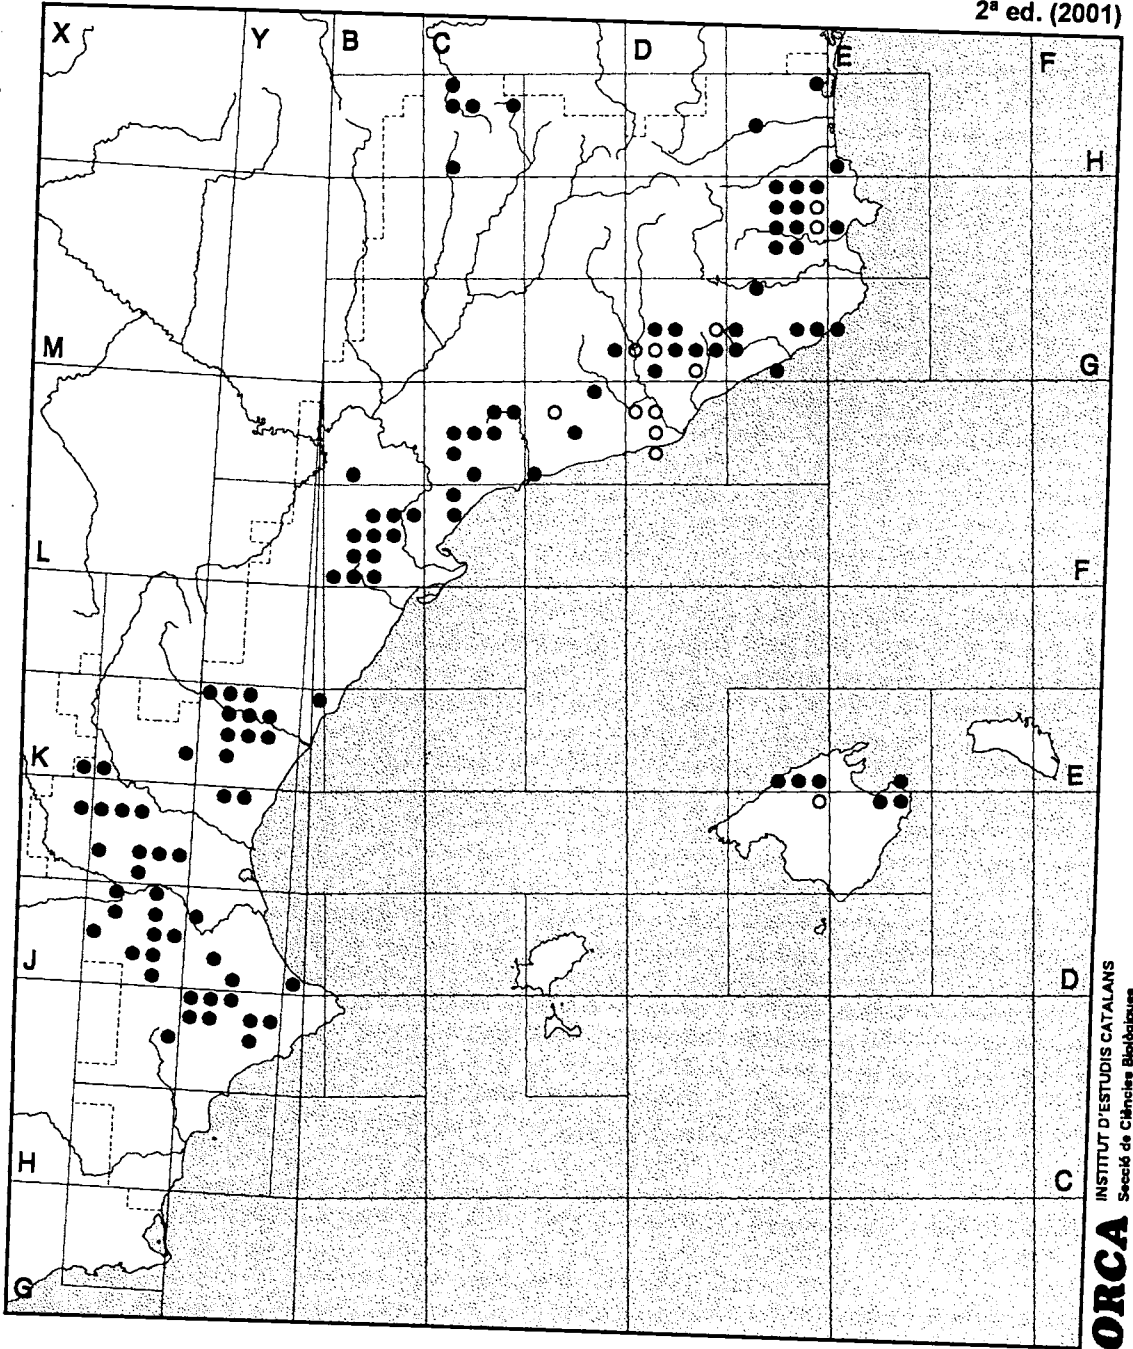 2ª ed. (2001)
X Y B C D E F
H
M G
L F
K E
J D
H C
G
ORCA
INSTITUT D'ESTUDIS CATALANS
Secció de Ciències Biològiques